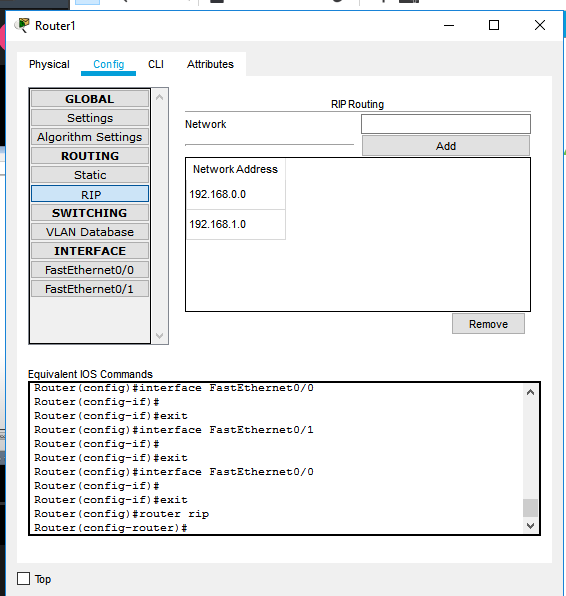 Router1
Physical
Config
CLI
Attributes
GLOBAL
Settings
Algorithm Settings
ROUTING
Static
RIP
SWITCHING
VLAN Database
INTERFACE
FastEthernet0/0
FastEthernet0/1
RIP Routing
Network
Add
Network Address
192.168.0.0
192.168.1.0
Remove
Equivalent IOS Commands
Router(config)#interface FastEthernet0/0
Router(config-if)#
Router(config-if)#exit
Router(config)#interface FastEthernet0/1
Router(config-if)#
Router(config-if)#exit
Router(config)#interface FastEthernet0/0
Router(config-if)#
Router(config-if)#exit
Router(config)#router rip
Router(config-router)#
Top